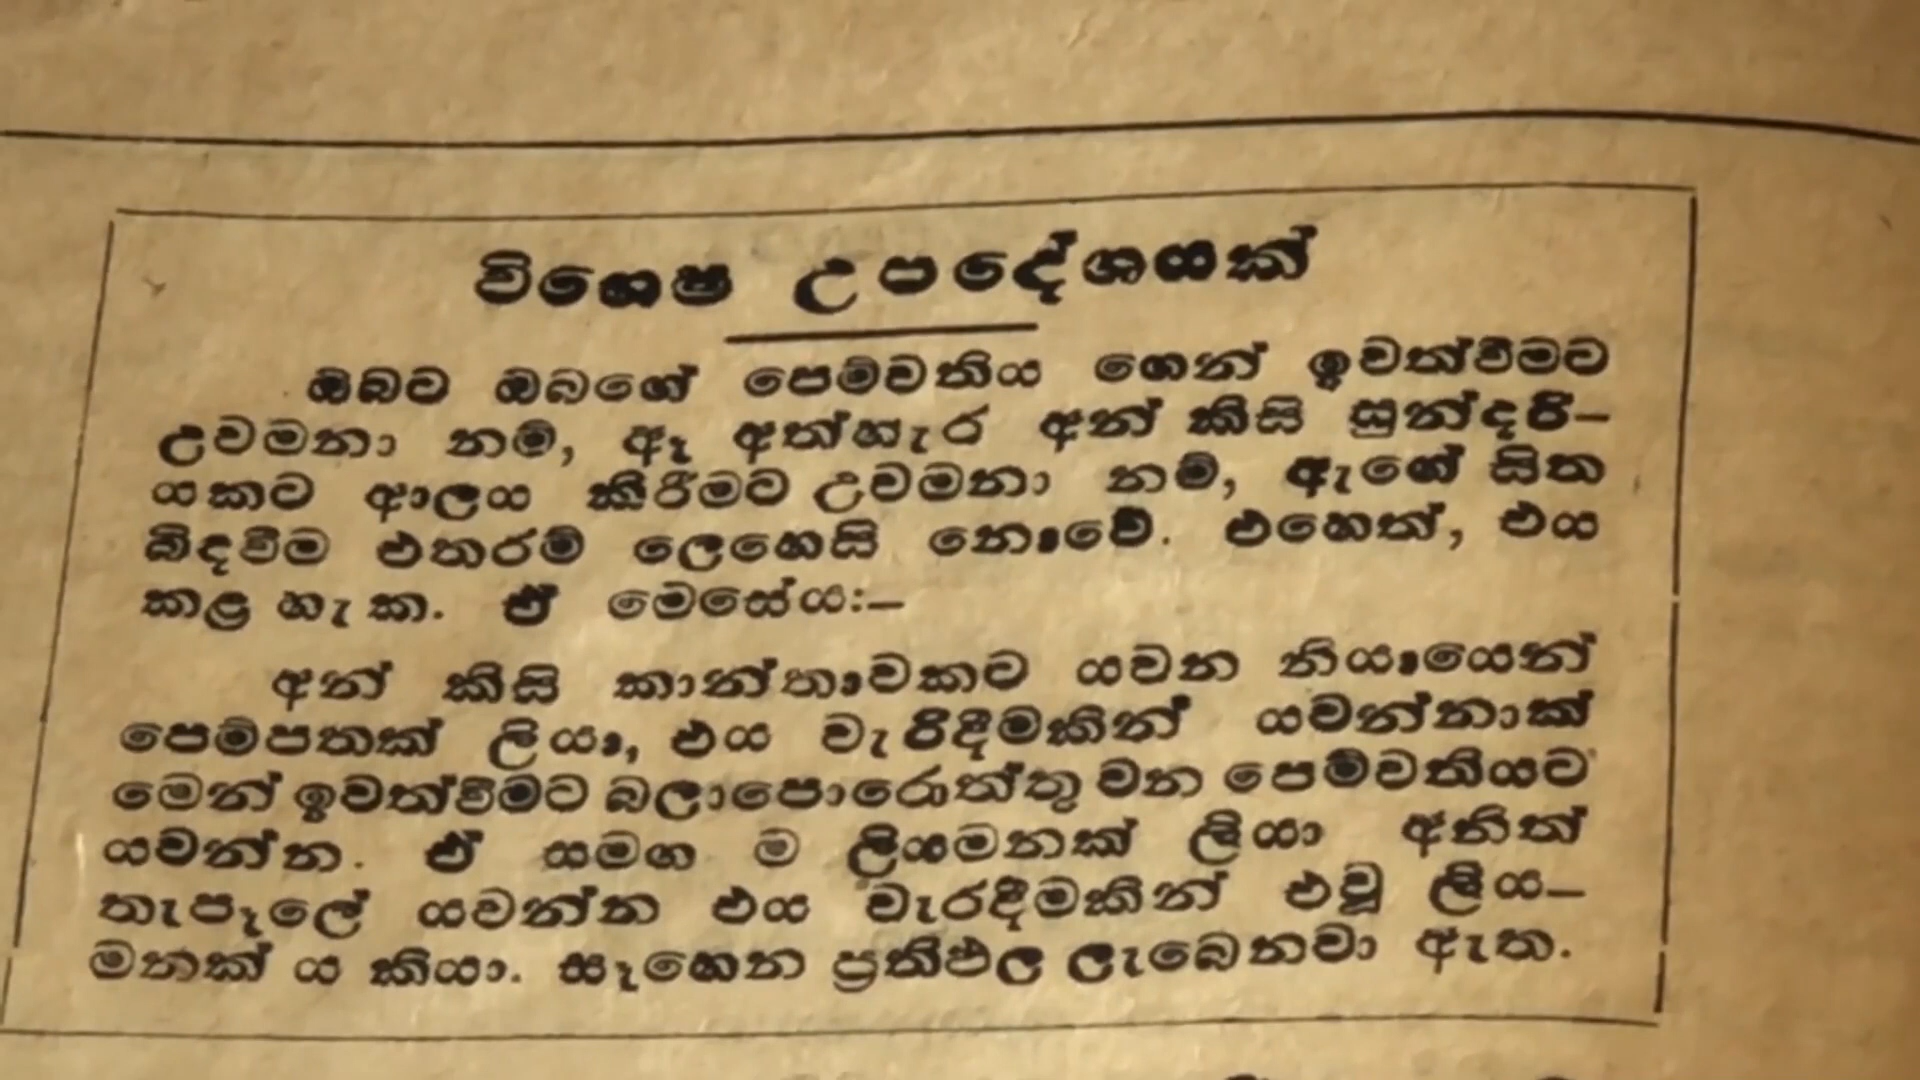 විශෙෂ උපදේශයක්
ඔබට ඔබගේ පෙම්වතිය ගෙන් ඉවත්වීමට
උවමනා නම්, ඈ අත්හැර අන් කිසි සුන්දරි–
යකට ආලය කිරීමට උවමනා නම්, ඇගේ සිත
බිඳවීම එතරම් ලෙහෙසි නොවේ. එහෙත්, එය
කළ හැක. ඒ මෙසේය:–
අන් කිසි කාන්තාවකට යවන නියායෙන්
පෙම්පතක් ලියා, එය වැරිදීමකින් යවන්නාක්
මෙන් ඉවත්වීමට බලාපොරොත්තු වන පෙම්වතියට
යවන්න. ඒ සමග ම ලියමනක් ලියා අනිත්
තෑපෑලේ යවන්න එය වැරදීමකින් එවූ ලිය–
මනක් ය කියා. සෑහෙන ප්‍රතිඵල ලැබෙනවා ඇත.